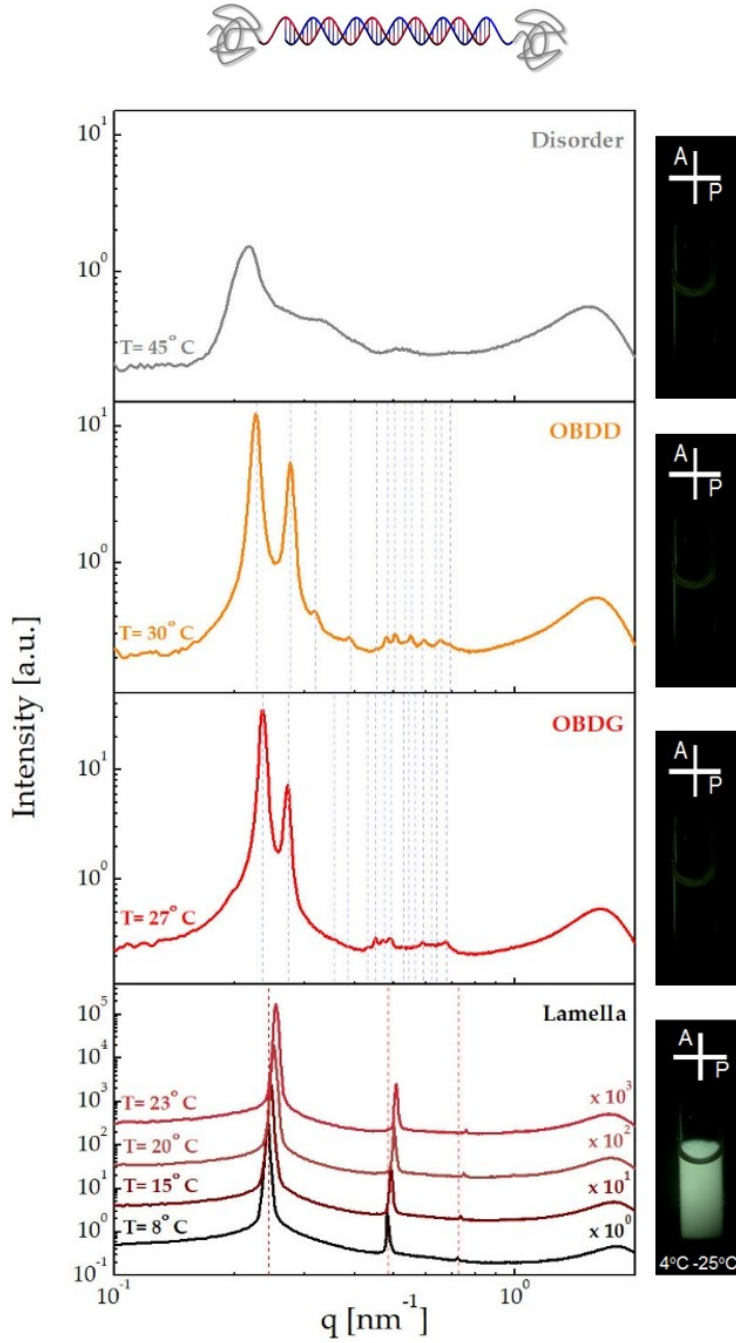 Disorder
10¹
10⁰
T= 45° C
A
P
OBDD
10¹
10⁰
T= 30° C
A
P
OBDG
10¹
10⁰
T= 27° C
A
P
Lamella
10⁵
10⁴
10³
10²
10¹
10⁰
10⁻¹
T= 23° C
x 10³
T= 20° C
x 10²
T= 15° C
x 10¹
T= 8° C
x 10⁰
A
P
4°C -25°C
Intensity [a.u.]
10⁻¹
10⁰
q [nm⁻¹]